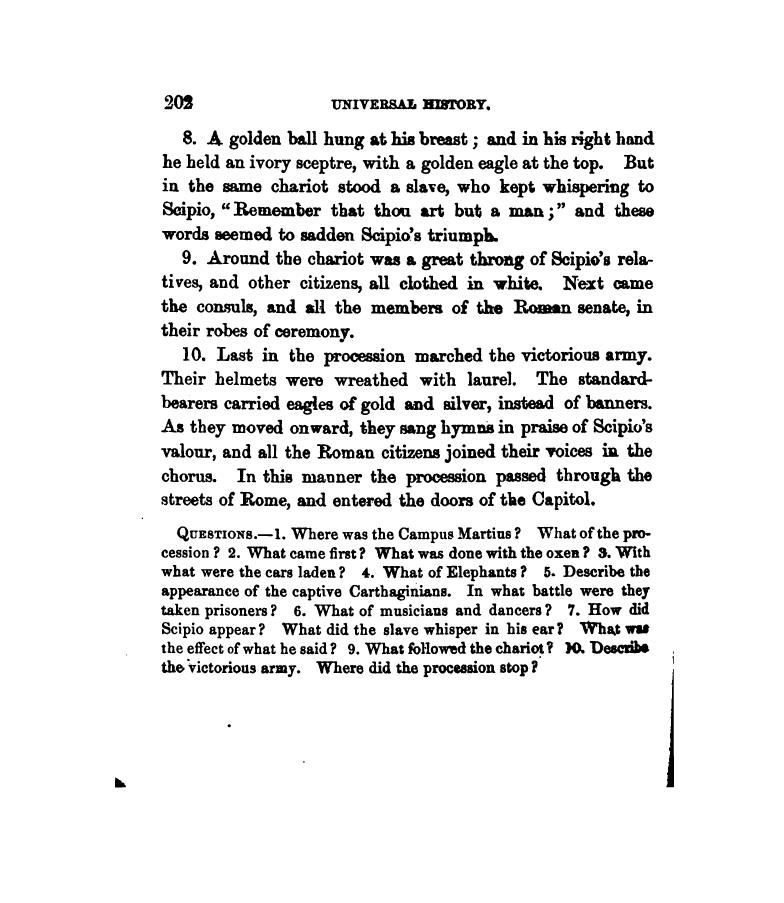 202
UNIVERSAL HISTORY.
8. A golden ball hung at his breast; and in his right hand
he held an ivory sceptre, with a golden eagle at the top. But
in the same chariot stood a slave, who kept whispering to
Scipio, "Remember that thou art but a man;" and these
words seemed to sadden Scipio's triumph.
9. Around the chariot was a great throng of Scipio's rela-
tives, and other citizens, all clothed in white. Next came
the consuls, and all the members of the Roman senate, in
their robes of ceremony.
10. Last in the procession marched the victorious army.
Their helmets were wreathed with laurel. The standard-
bearers carried eagles of gold and silver, instead of banners.
As they moved onward, they sang hymns in praise of Scipio's
valour, and all the Roman citizens joined their voices in the
chorus. In this manner the procession passed through the
streets of Rome, and entered the doors of the Capitol.
QUESTIONS.—1. Where was the Campus Martius? What of the pro-
cession? 2. What came first? What was done with the oxen? 3. With
what were the cars laden? 4. What of Elephants? 5. Describe the
appearance of the captive Carthaginians. In what battle were they
taken prisoners? 6. What of musicians and dancers? 7. How did
Scipio appear? What did the slave whisper in his ear? What was
the effect of what he said? 9. What followed the chariot? 10. Describe
the victorious army. Where did the procession stop?